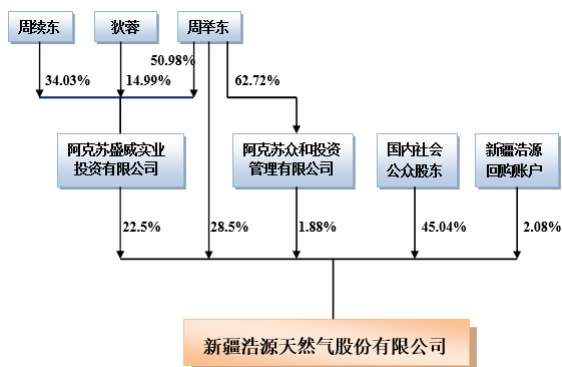 周续东
狄蓉
周举东
50.98%
34.03%
14.99%
62.72%
阿克苏盛威实业
投资有限公司
阿克苏众和投资
管理有限公司
国内社会
公众股东
新疆浩源
回购账户
22.5%
28.5%
1.88%
45.04%
2.08%
新疆浩源天然气股份有限公司